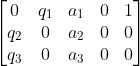 0 q₁ a₁ 0 1
q₂ 0 a₂ 0 0
q₃ 0 a₃ 0 0